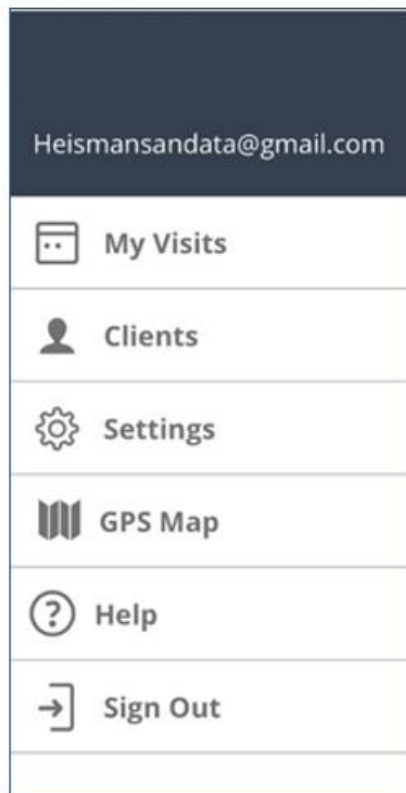 Heismansandata@gmail.com
My Visits
Clients
Settings
GPS Map
Help
Sign Out